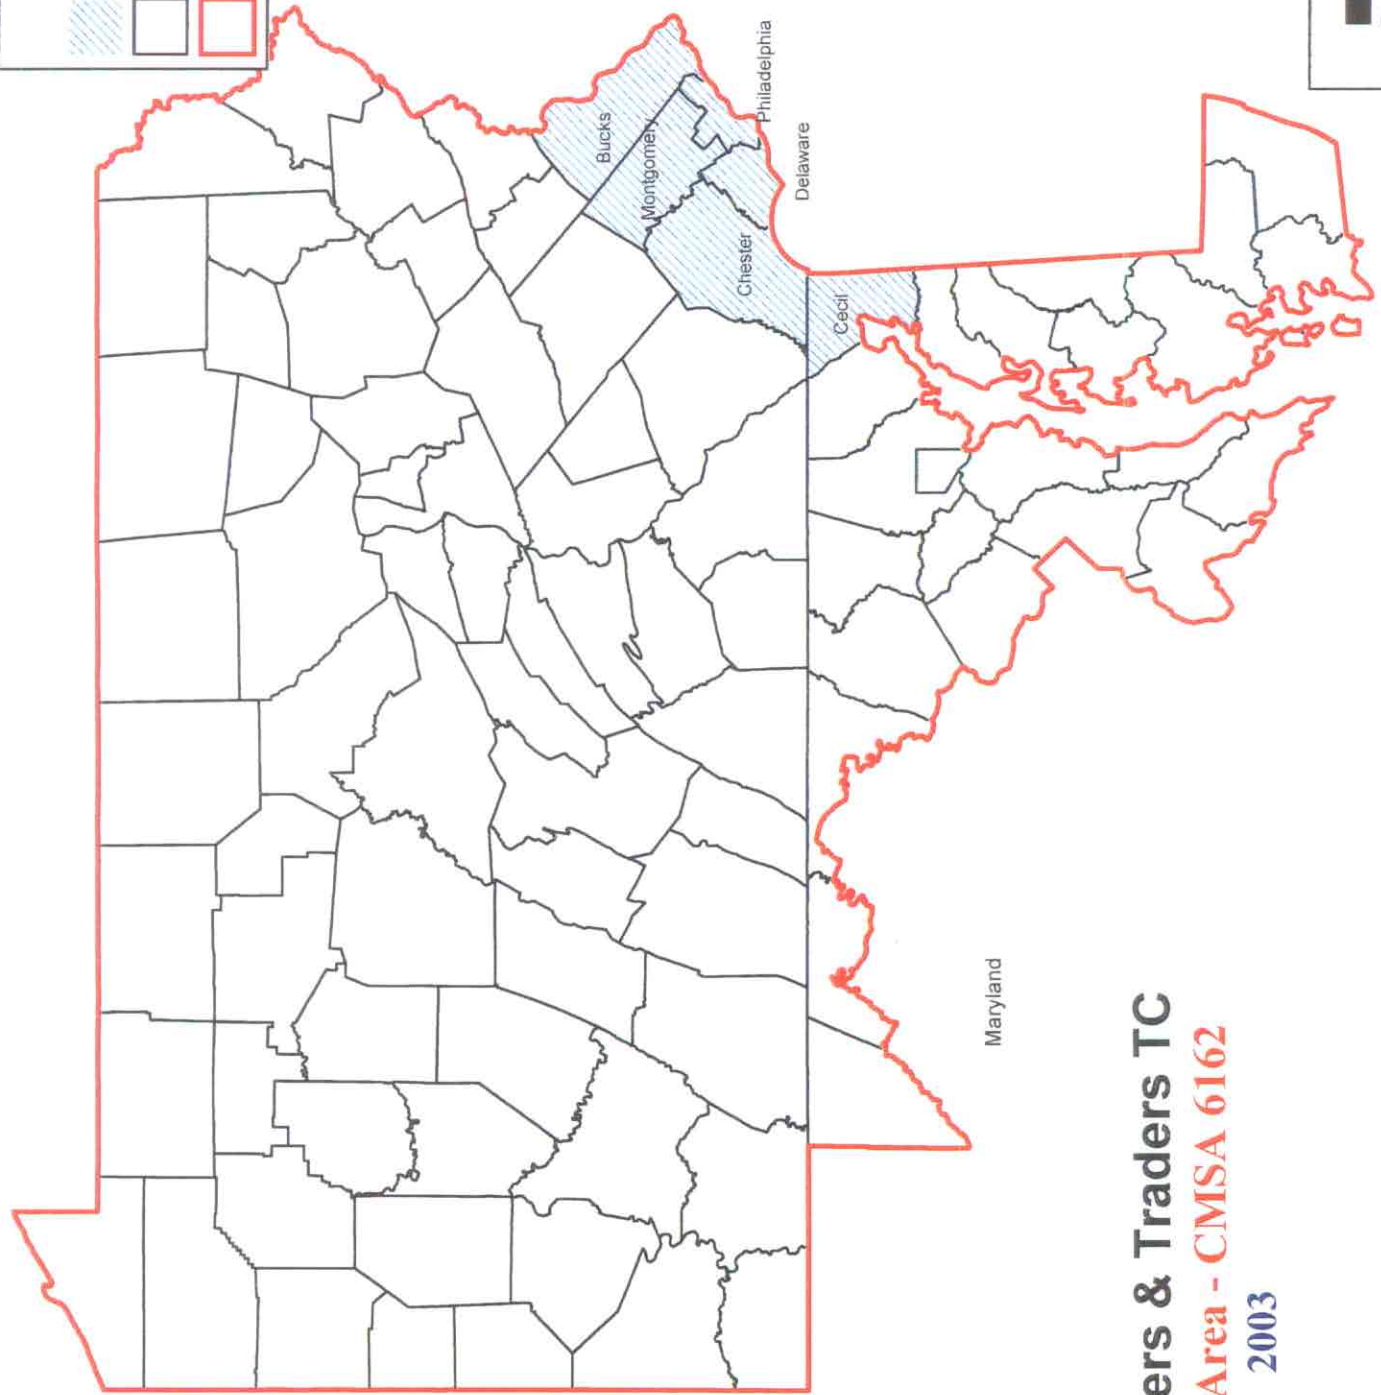 Bucks
Montgomery
Philadelphia
Delaware
Chester
Cecil
Maryland
ers & Traders TC
Area - CMSA 6162
2003